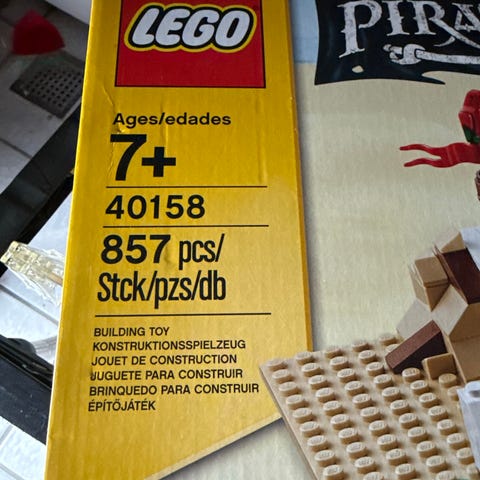 LEGO
PIRA
Ages/edades
7+
40158
857 pcs/
Stck/pzs/db
BUILDING TOY
KONSTRUKTIONSSPIELZEUG
JOUET DE CONSTRUCTION
JUGUETE PARA CONSTRUIR
BRINQUEDO PARA CONSTRUIR
ÉPÍTŐJÁTÉK